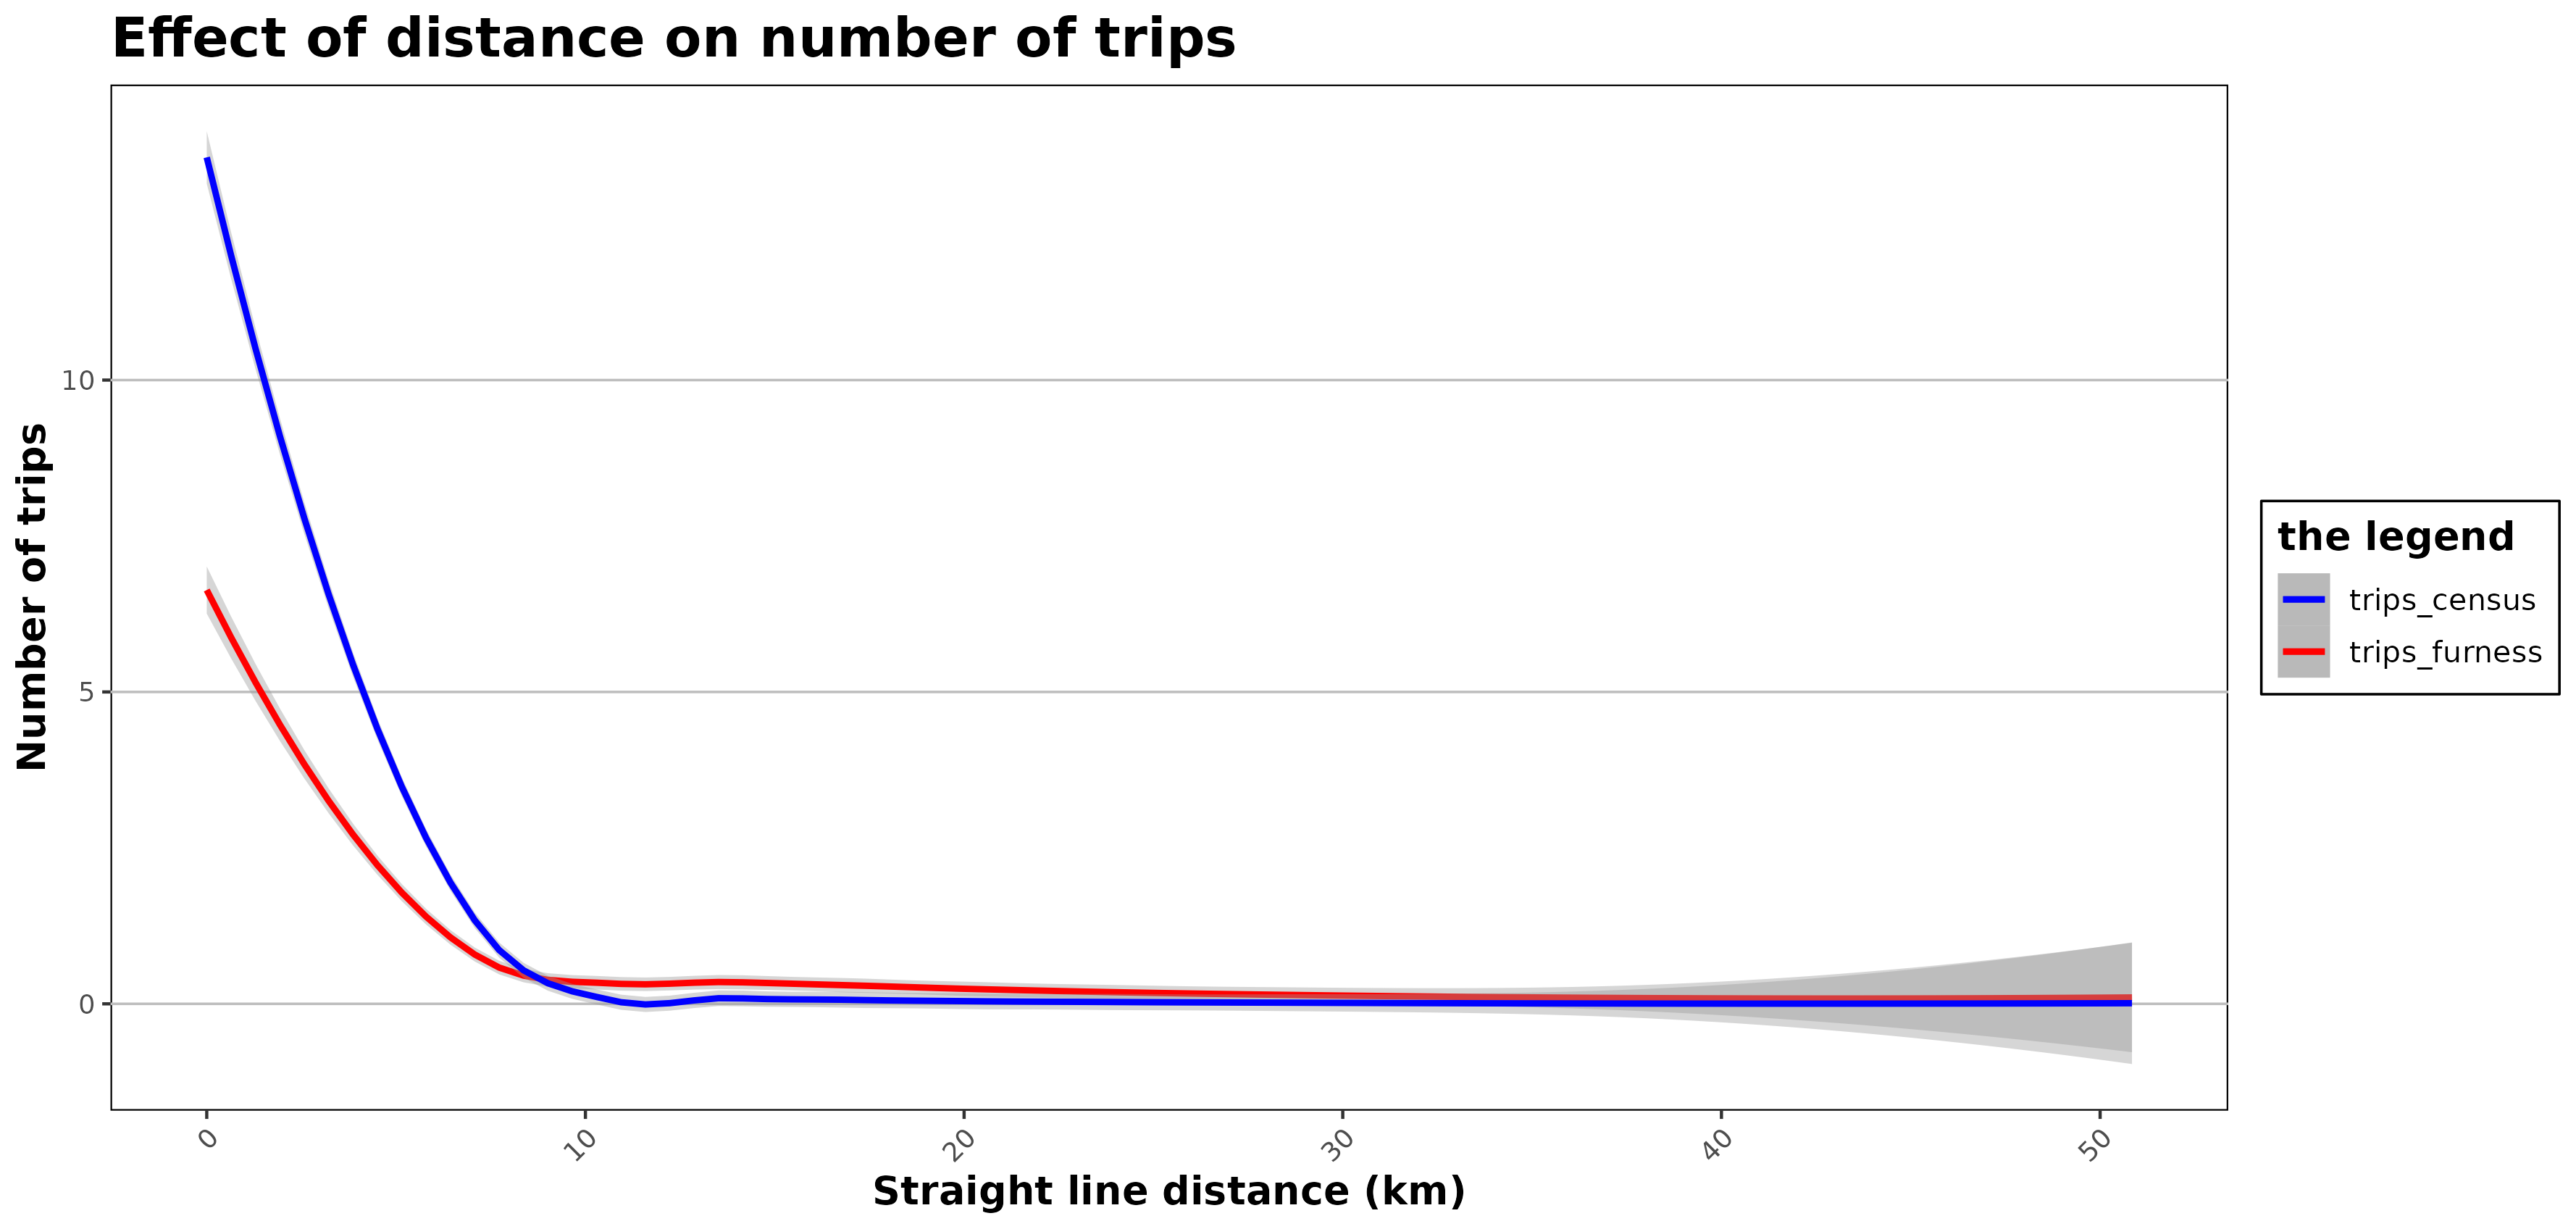 Effect of distance on number of trips
Number of trips
10
5
0
0
10
20
30
40
50
Straight line distance (km)
the legend
trips_census
trips_furness